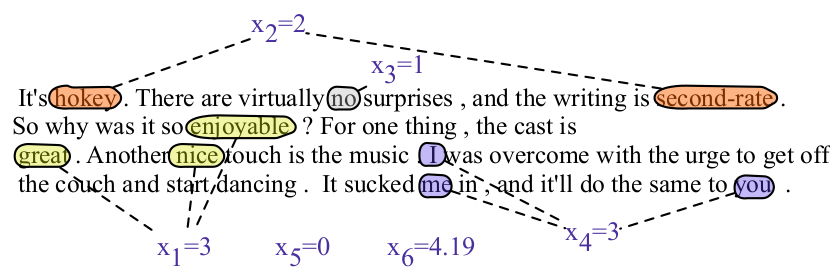 x2=2
x3=1
It's hokey . There are virtually no surprises , and the writing is second-rate .
So why was it so enjoyable ? For one thing , the cast is
great . Another nice touch is the music . I was overcome with the urge to get off
the couch and start dancing . It sucked me in , and it'll do the same to you .
x1=3 x5=0 x6=4.19 x4=3